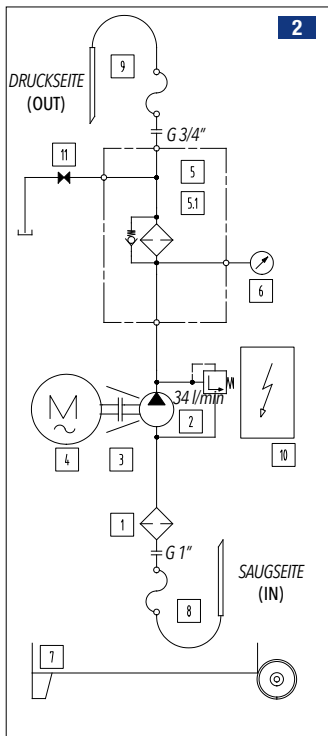 2
9
DRUCKSEITE
(OUT)
G 3/4"
11
5
5.1
6
34 l/min
2
M
4
3
10
1
G 1"
SAUGSEITE
(IN)
8
7